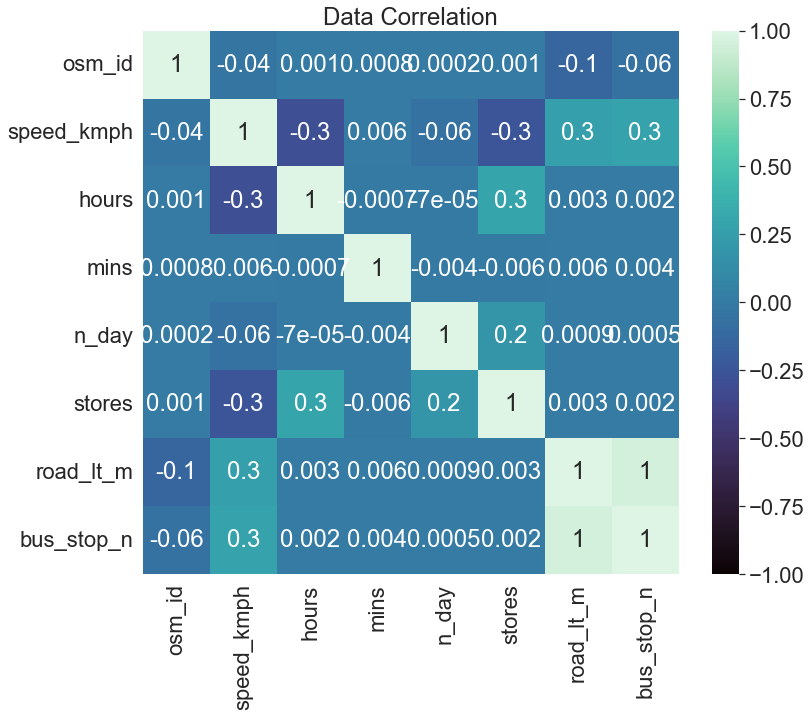 Data Correlation
osm_id 1 -0.04 0.001 0.0008 0.0002 0.001 -0.1 -0.06
speed_kmph -0.04 1 -0.3 0.006 -0.06 -0.3 0.3 0.3
hours 0.001 -0.3 1 -0.0007 -7e-05 0.3 0.003 0.002
mins 0.0008 0.006 -0.0007 1 -0.004 -0.006 0.006 0.004
n_day 0.0002 -0.06 -7e-05 -0.004 1 0.2 0.0009 0.0005
stores 0.001 -0.3 0.3 -0.006 0.2 1 0.003 0.002
road_lt_m -0.1 0.3 0.003 0.006 0.0009 0.003 1 1
bus_stop_n -0.06 0.3 0.002 0.004 0.0005 0.002 1 1
osm_id speed_kmph hours mins n_day stores road_lt_m bus_stop_n
1.00
0.75
0.50
0.25
0.00
−0.25
−0.50
−0.75
−1.00